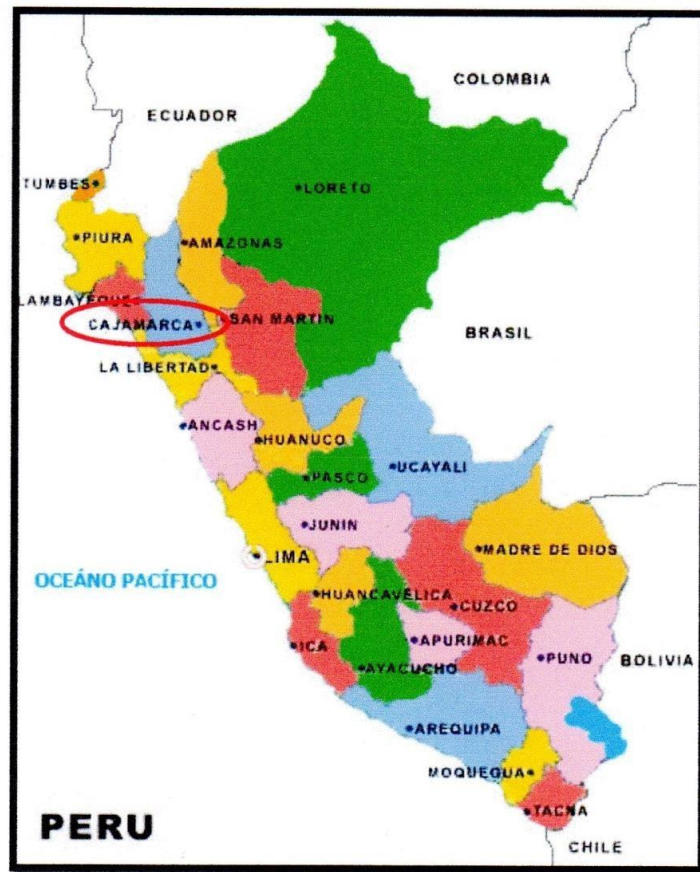 COLOMBIA
ECUADOR
TUMBES
LORETO
PIURA
AMAZONAS
LAMBAYEQUE
CAJAMARCA
SAN MARTIN
BRASIL
LA LIBERTAD
ANCASH
HUANUCO
UCAYALI
PASCO
JUNIN
MADRE DE DIOS
LIMA
OCEÁNO PACÍFICO
HUANCAVELICA
CUZCO
APURIMAC
ICA
PUNO
BOLIVIA
AYACUCHO
AREQUIPA
MOQUEGUA
TACNA
PERU
CHILE